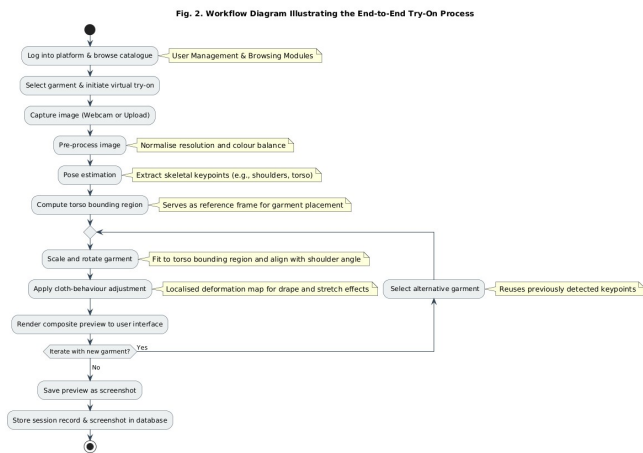 Fig. 2. Workflow Diagram Illustrating the End-to-End Try-On Process
Log into platform & browse catalogue
User Management & Browsing Modules
Select garment & initiate virtual try-on
Capture image (Webcam or Upload)
Pre-process image
Normalise resolution and colour balance
Pose estimation
Extract skeletal keypoints (e.g., shoulders, torso)
Compute torso bounding region
Serves as reference frame for garment placement
Scale and rotate garment
Fit to torso bounding region and align with shoulder angle
Apply cloth-behaviour adjustment
Localised deformation map for drape and stretch effects
Select alternative garment
Reuses previously detected keypoints
Render composite preview to user interface
Iterate with new garment?
Yes
No
Save preview as screenshot
Store session record & screenshot in database